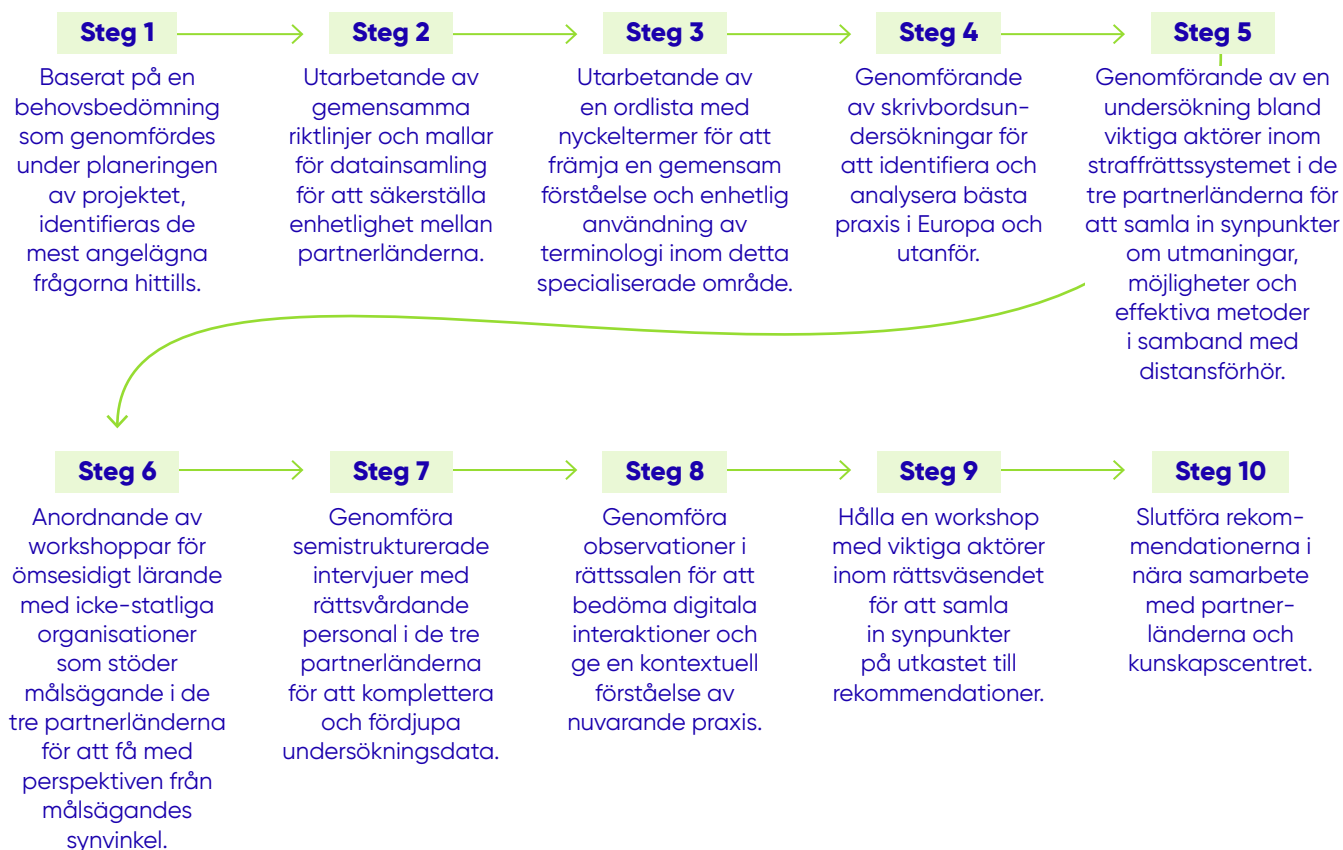 Steg 1
Baserat på en
behovsbedömning
som genomfördes
under planeringen
av projektet,
identifieras de
mest angelägna
frågorna hittills.
Steg 2
Utarbetande av
gemensamma
riktlinjer och mallar
för datainsamling
för att säkerställa
enhetlighet mellan
partnerländerna.
Steg 3
Utarbetande av
en ordlista med
nyckeltermer för att
främja en gemensam
förståelse och enhetlig
användning av
terminologi inom detta
specialiserade område.
Steg 4
Genomförande
av skrivbordsun-
dersökningar för
att identifiera och
analysera bästa
praxis i Europa och
utanför.
Steg 5
Genomförande av en
undersökning bland
viktiga aktörer inom
straffrättssystemet i de
tre partnerländerna för
att samla in synpunkter
om utmaningar,
möjligheter och
effektiva metoder
i samband med
distansförhör.
Steg 6
Anordnande av
workshoppar för
ömsesidigt lärande
med icke-statliga
organisationer
som stöder
målsägande i de
tre partnerländerna
för att få med
perspektiven från
målsägandes
synvinkel.
Steg 7
Genomföra
semistrukturerade
intervjuer med
rättsvårdande
personal i de tre
partnerländerna
för att komplettera
och fördjupa
undersökningsdata.
Steg 8
Genomföra
observationer i
rättssalen för att
bedöma digitala
interaktioner och
ge en kontextuell
förståelse av
nuvarande praxis.
Steg 9
Hålla en workshop
med viktiga aktörer
inom rättsväsendet
för att samla
in synpunkter
på utkastet till
rekommendationer.
Steg 10
Slutföra rekom-
mendationerna i
nära samarbete
med partner-
länderna och
kunskapscentret.